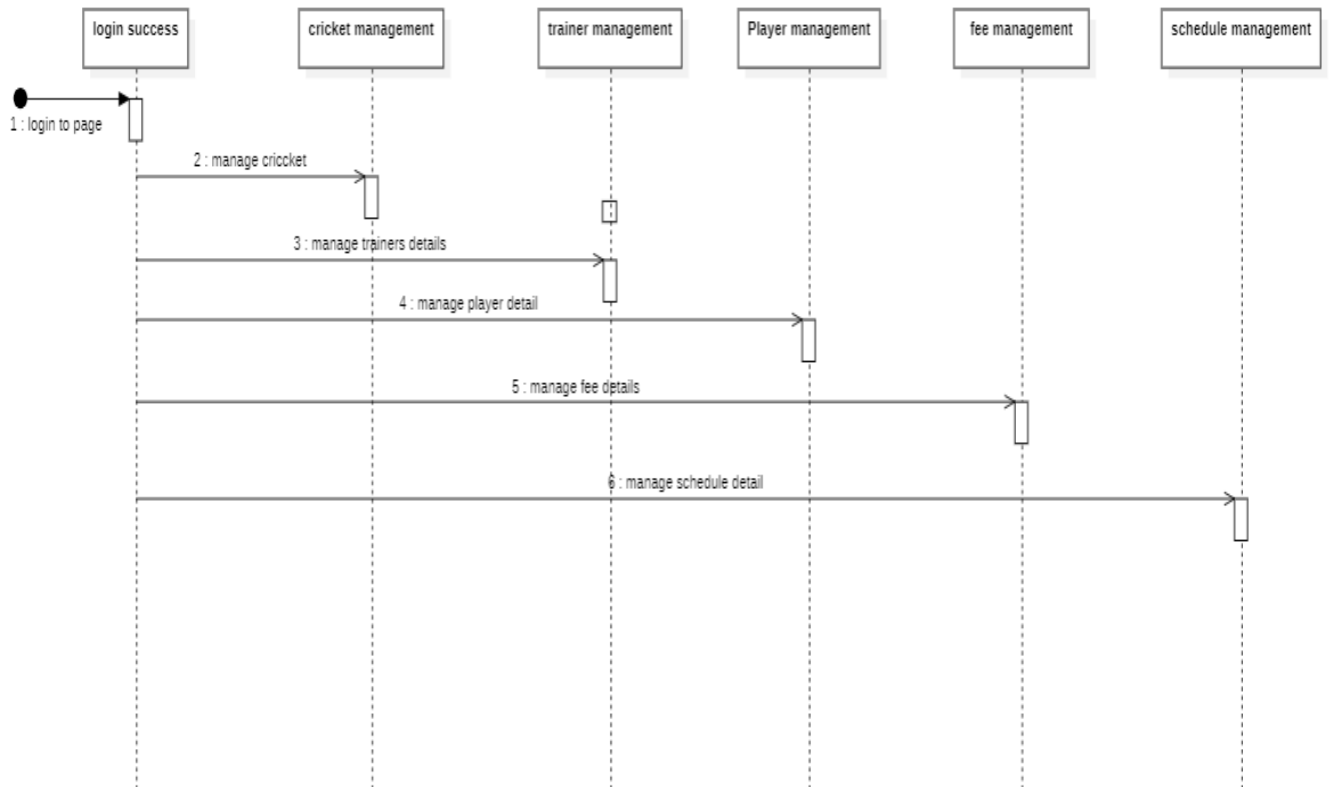 login success
cricket management
trainer management
Player management
fee management
schedule management
1 : login to page
2 : manage criccket
3 : manage trainers details
4 : manage player detail
5 : manage fee details
6 : manage schedule detail